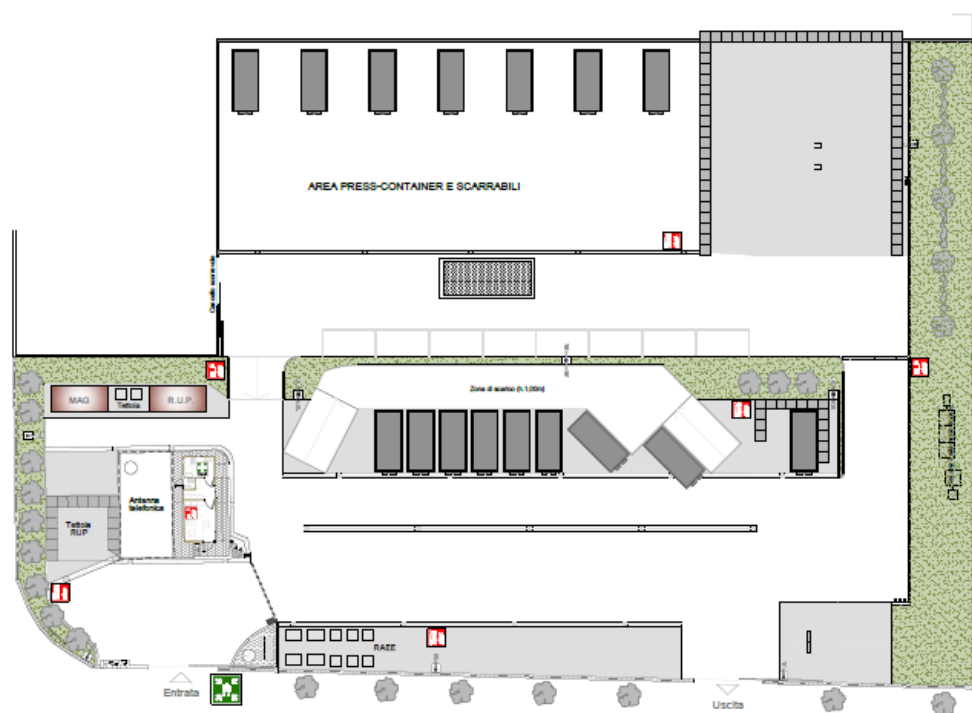 AREA PRESS-CONTAINER E SCARRABILI
Zona di scarico (h.1,00m)
MAG
Tettoia
R.U.P.
Antenna
telefonica
Tettoia
RUP
RAEE
Entrata
Uscita